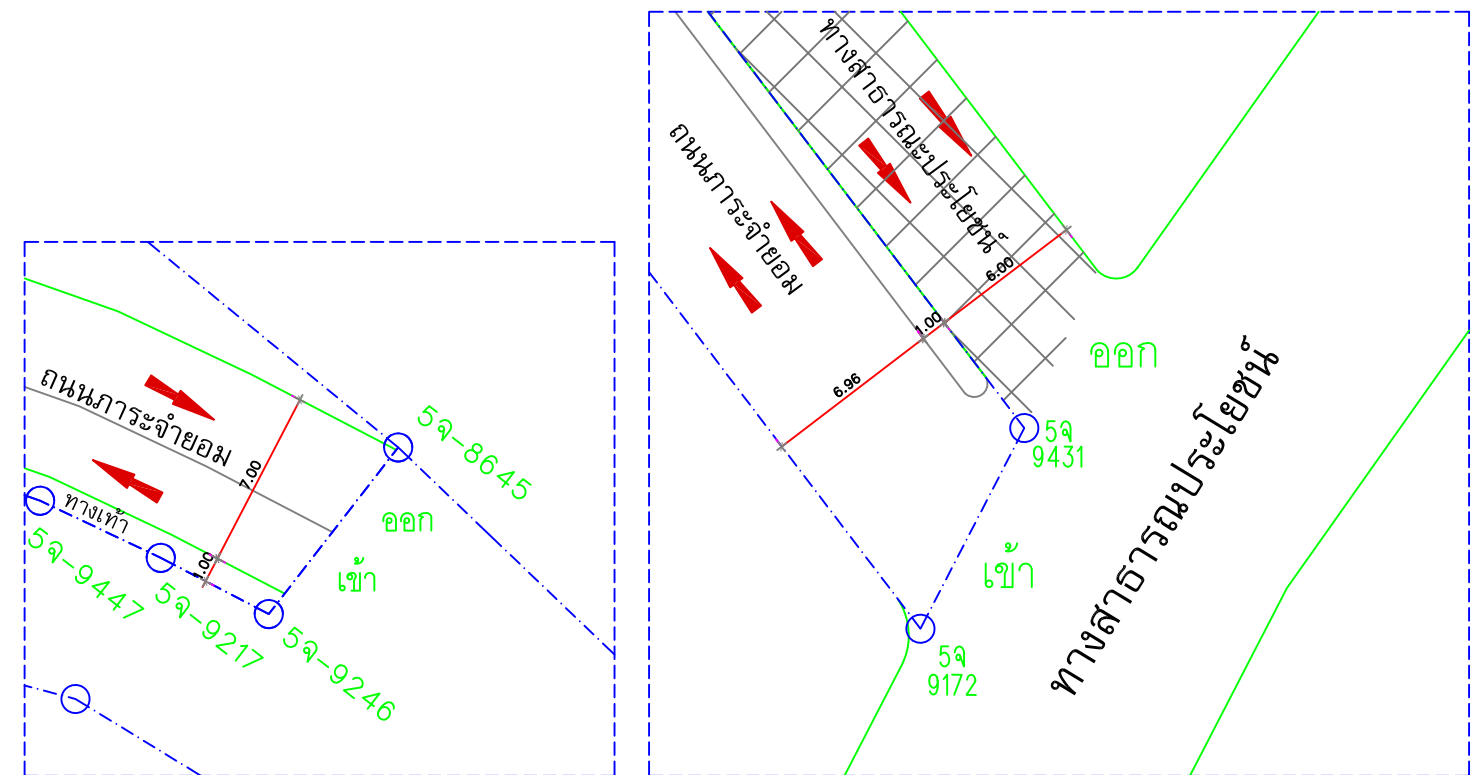 ถนนภาระจำยอม
7.00
1.00
ทางเท้า
5จ-8645
ออก
เข้า
5จ-9447
5จ-9217
5จ-9246
ทางสาธารณะประโยชน์
ถนนภาระจำยอม
6.00
1.00
6.96
ออก
5จ
9431
เข้า
5จ
9172
ทางสาธารณประโยชน์